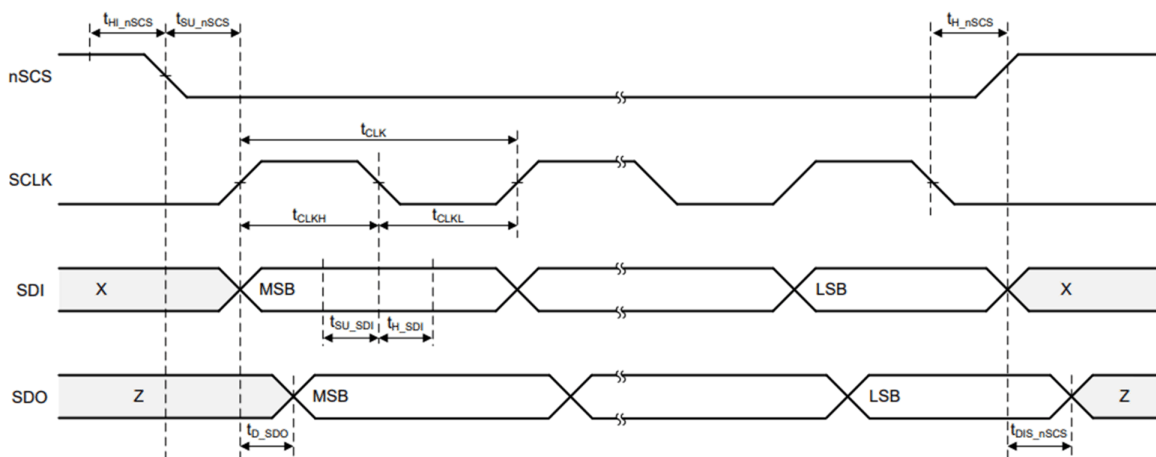 tHI_nSCS tSU_nSCS tH_nSCS
nSCS
tCLK
SCLK
tCLKH tCLKL
SDI X MSB LSB X
tSU_SDI tH_SDI
SDO Z MSB LSB Z
tD_SDO tDIS_nSCS